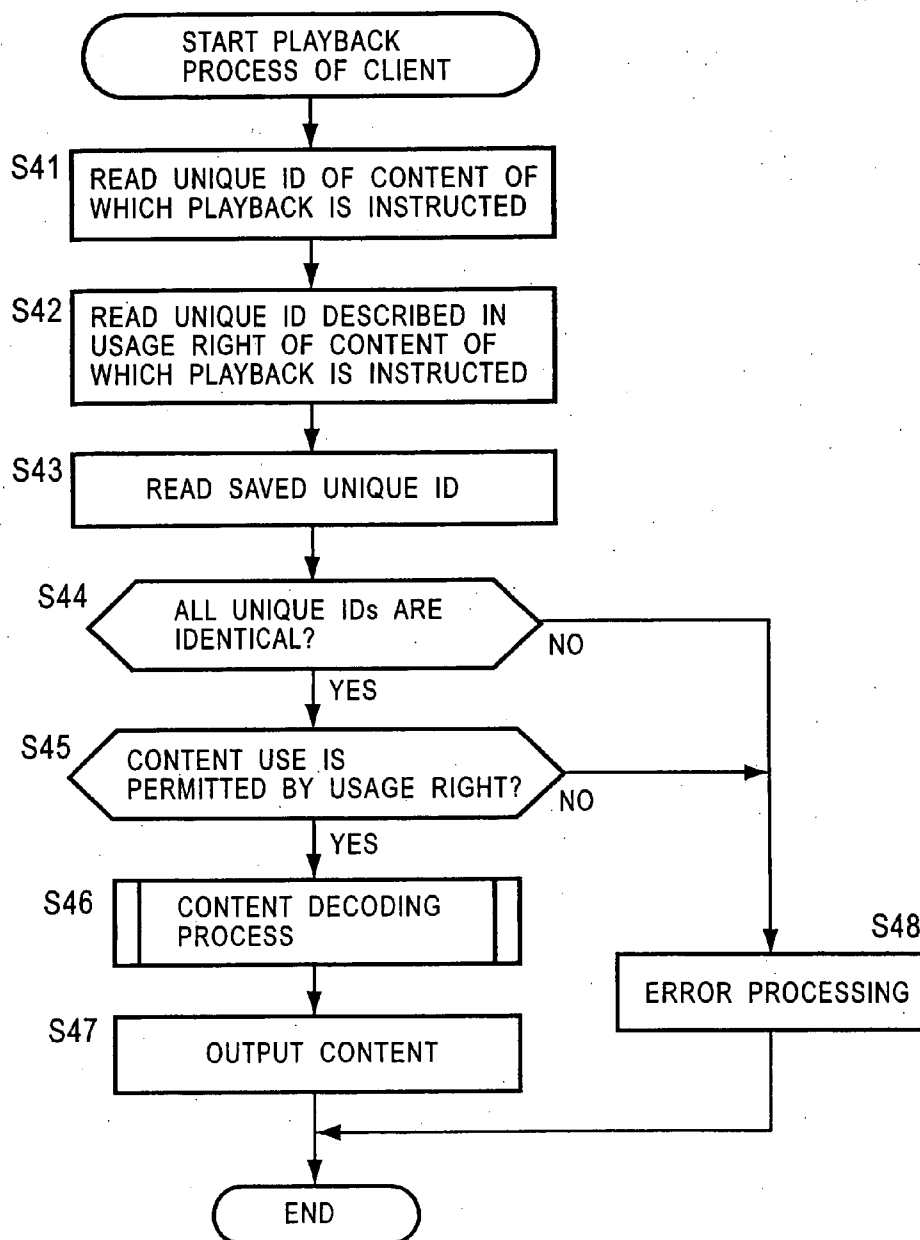 START PLAYBACK
PROCESS OF CLIENT
S41
READ UNIQUE ID OF CONTENT OF
WHICH PLAYBACK IS INSTRUCTED
S42
READ UNIQUE ID DESCRIBED IN
USAGE RIGHT OF CONTENT OF
WHICH PLAYBACK IS INSTRUCTED
S43
READ SAVED UNIQUE ID
S44
ALL UNIQUE IDs ARE
IDENTICAL?
NO
YES
S45
CONTENT USE IS
PERMITTED BY USAGE RIGHT?
NO
YES
S46
CONTENT DECODING
PROCESS
S48
ERROR PROCESSING
S47
OUTPUT CONTENT
END